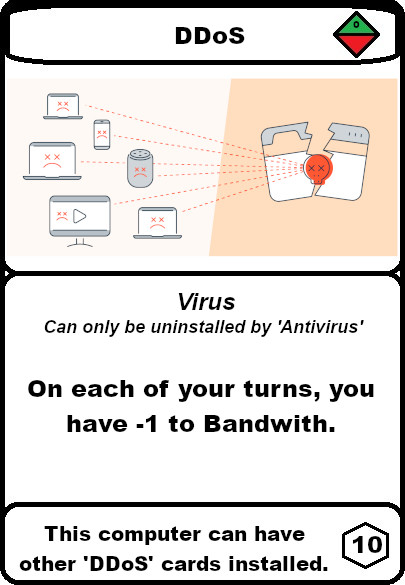 DDoS
0
Virus
Can only be uninstalled by 'Antivirus'
On each of your turns, you
have -1 to Bandwith.
This computer can have
other 'DDoS' cards installed.
10